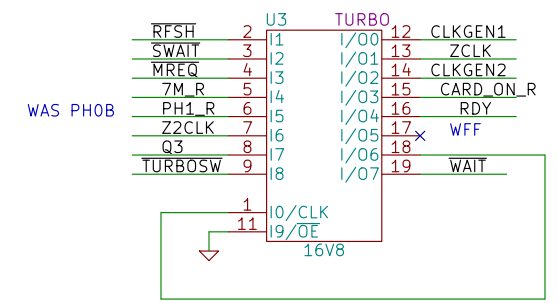 U3 TURBO
RFSH 2 I1 I/O0 12 CLKGEN1
SWAIT 3 I2 I/O1 13 ZCLK
MREQ 4 I3 I/O2 14 CLKGEN2
7M_R 5 I4 I/O3 15 CARD_ON_R
WAS PH0B PH1_R 6 I5 I/O4 16 RDY
Z2CLK 7 I6 I/O5 17 WFF
Q3 8 I7 I/O6 18
TURBOSW 9 I8 I/O7 19 WAIT
1 I0/CLK
11 I9/OE
16V8